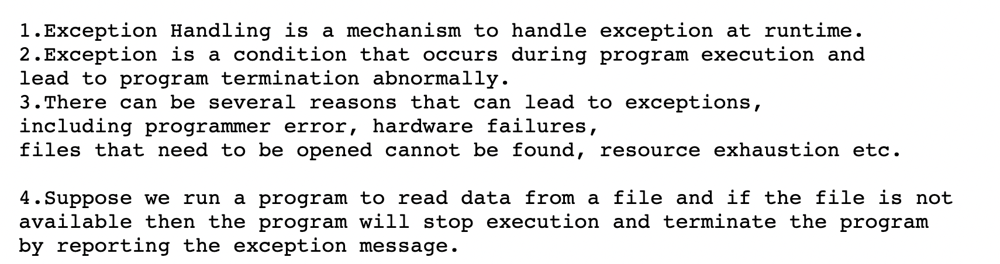 1.Exception Handling is a mechanism to handle exception at runtime.
2.Exception is a condition that occurs during program execution and
lead to program termination abnormally.
3.There can be several reasons that can lead to exceptions,
including programmer error, hardware failures,
files that need to be opened cannot be found, resource exhaustion etc.
4.Suppose we run a program to read data from a file and if the file is not
available then the program will stop execution and terminate the program
by reporting the exception message.